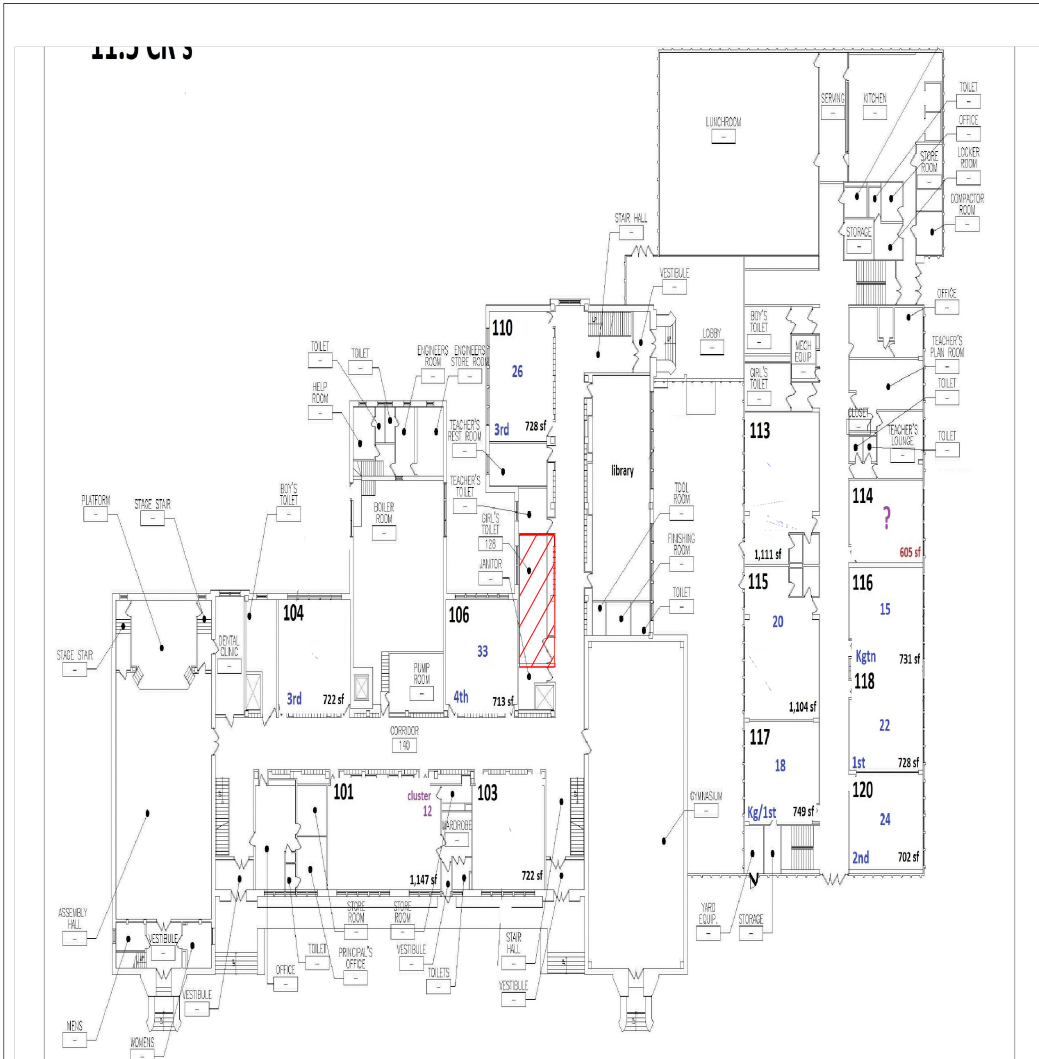 11.5 CR's
LUNCHROOM
–
SERVING
–
KITCHEN
–
TOILET
–
OFFICE
–
LOCKER
ROOM
–
STORE
ROOM
–
COMPACTOR
ROOM
–
STORAGE
–
STAIR HALL
–
VESTIBULE
–
LOBBY
–
BOY'S
TOILET
–
MECH
EQUIP
–
GIRL'S
TOILET
–
OFFICE
–
TEACHER'S
PLAN ROOM
–
TOILET
–
CLOSET
–
TEACHER'S
LOUNGE
–
TOILET
–
110
26
3rd
728 sf
TOILET
–
TOILET
–
ENGINEERS
ROOM
–
ENGINEERS
STORE ROOM
–
HELP
ROOM
–
TEACHER'S
REST ROOM
–
TEACHER'S
TOILET
–
GIRL'S
TOILET
128
JANITOR
–
library
TOOL
ROOM
–
FINISHING
ROOM
–
TOILET
–
113
1,111 sf
114
?
605 sf
115
20
1,104 sf
116
15
Kgtn
731 sf
118
22
1st
728 sf
117
18
Kg/1st
749 sf
120
24
2nd
702 sf
PLATFORM
–
STAGE STAIR
–
BOY'S
TOILET
–
BOILER
ROOM
–
STAGE STAIR
–
DENTAL
CLINIC
–
104
3rd
722 sf
PUMP
ROOM
–
106
33
4th
713 sf
CORRIDOR
140
101
cluster
12
1,147 sf
WARDROBE
–
103
722 sf
GYMNASIUM
–
ASSEMBLY
HALL
–
VESTIBULE
–
MENS
–
WOMENS
–
VESTIBULE
–
OFFICE
–
TOILET
–
PRINCIPAL'S
OFFICE
–
STORE
ROOM
–
STORE
ROOM
–
VESTIBULE
–
TOILETS
–
STAIR
HALL
–
VESTIBULE
–
YARD
EQUIP.
–
STORAGE
–
UP